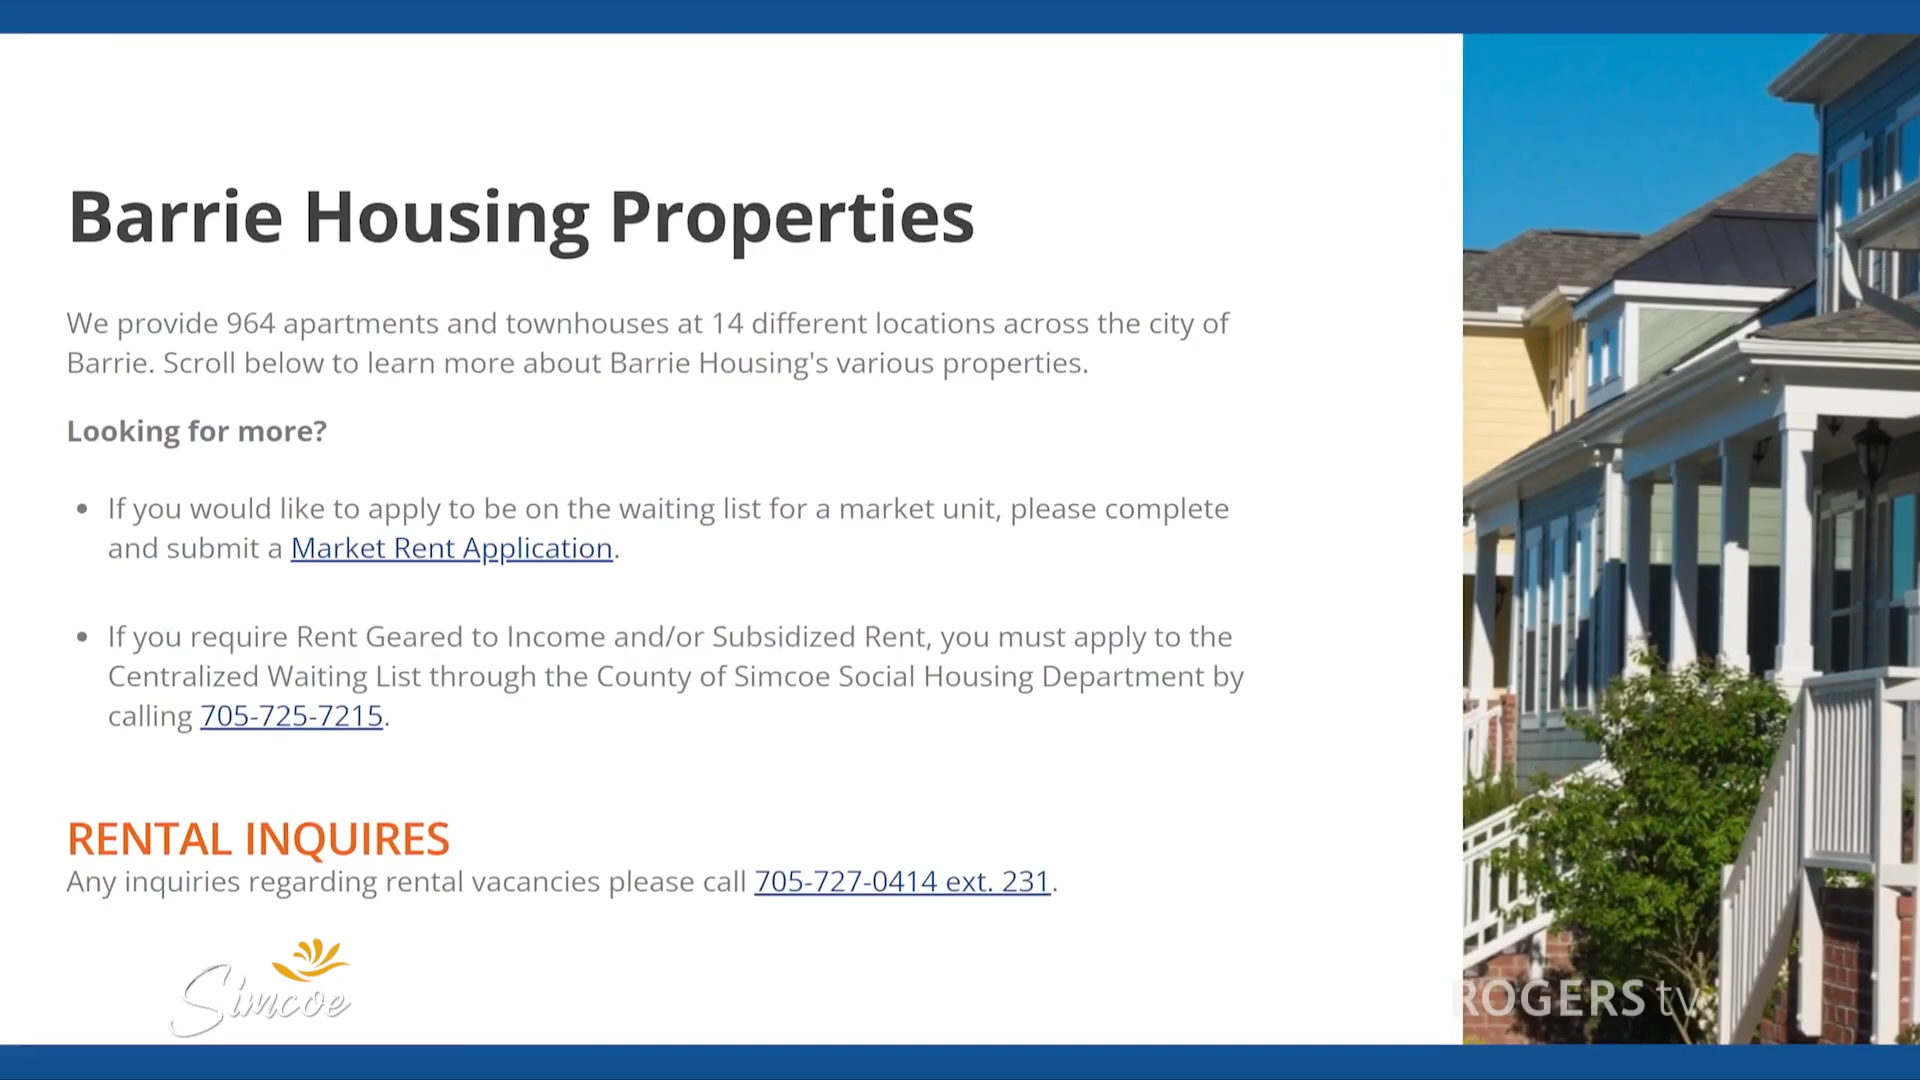 Barrie Housing Properties
We provide 964 apartments and townhouses at 14 different locations across the city of
Barrie. Scroll below to learn more about Barrie Housing's various properties.
Looking for more?
• If you would like to apply to be on the waiting list for a market unit, please complete
and submit a Market Rent Application.
• If you require Rent Geared to Income and/or Subsidized Rent, you must apply to the
Centralized Waiting List through the County of Simcoe Social Housing Department by
calling 705-725-7215.
RENTAL INQUIRES
Any inquiries regarding rental vacancies please call 705-727-0414 ext. 231.
Simcoe
ROGERS tv